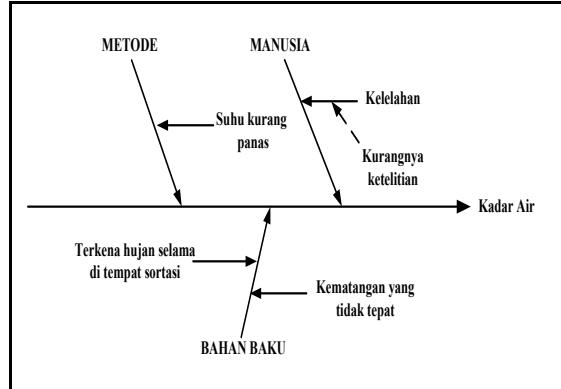 METODE
MANUSIA
Kelelahan
Suhu kurang
panas
Kurangnya
ketelitian
Kadar Air
Terkena hujan selama
di tempat sortasi
Kematangan yang
tidak tepat
BAHAN BAKU